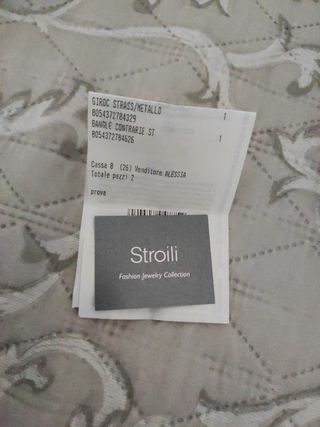 GIROC STRASS/METALLO 1
8054372784329
BANGLE CONTRARIE ST 1
8054372784626
Cassa 8 (26) Venditore ALESSIA
Totale pezzi 2
prova
Stroili
Fashion Jewelry Collection